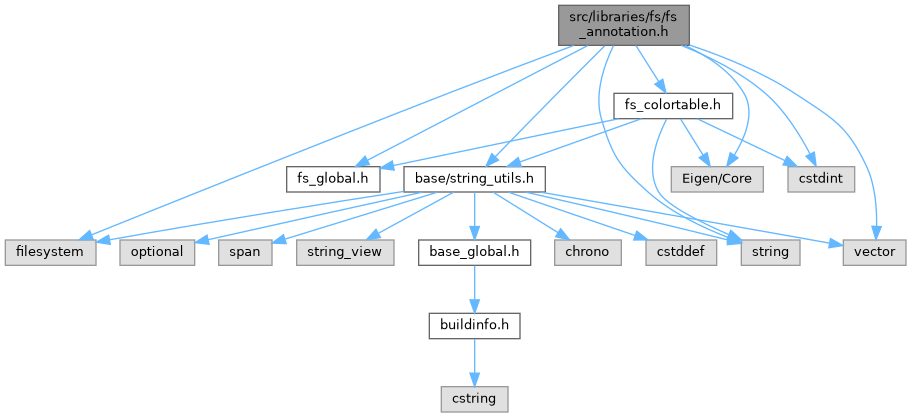 src/libraries/fs/fs
_annotation.h
fs_colortable.h
fs_global.h
base/string_utils.h
Eigen/Core
cstdint
filesystem
optional
span
string_view
base_global.h
chrono
cstddef
string
vector
buildinfo.h
cstring